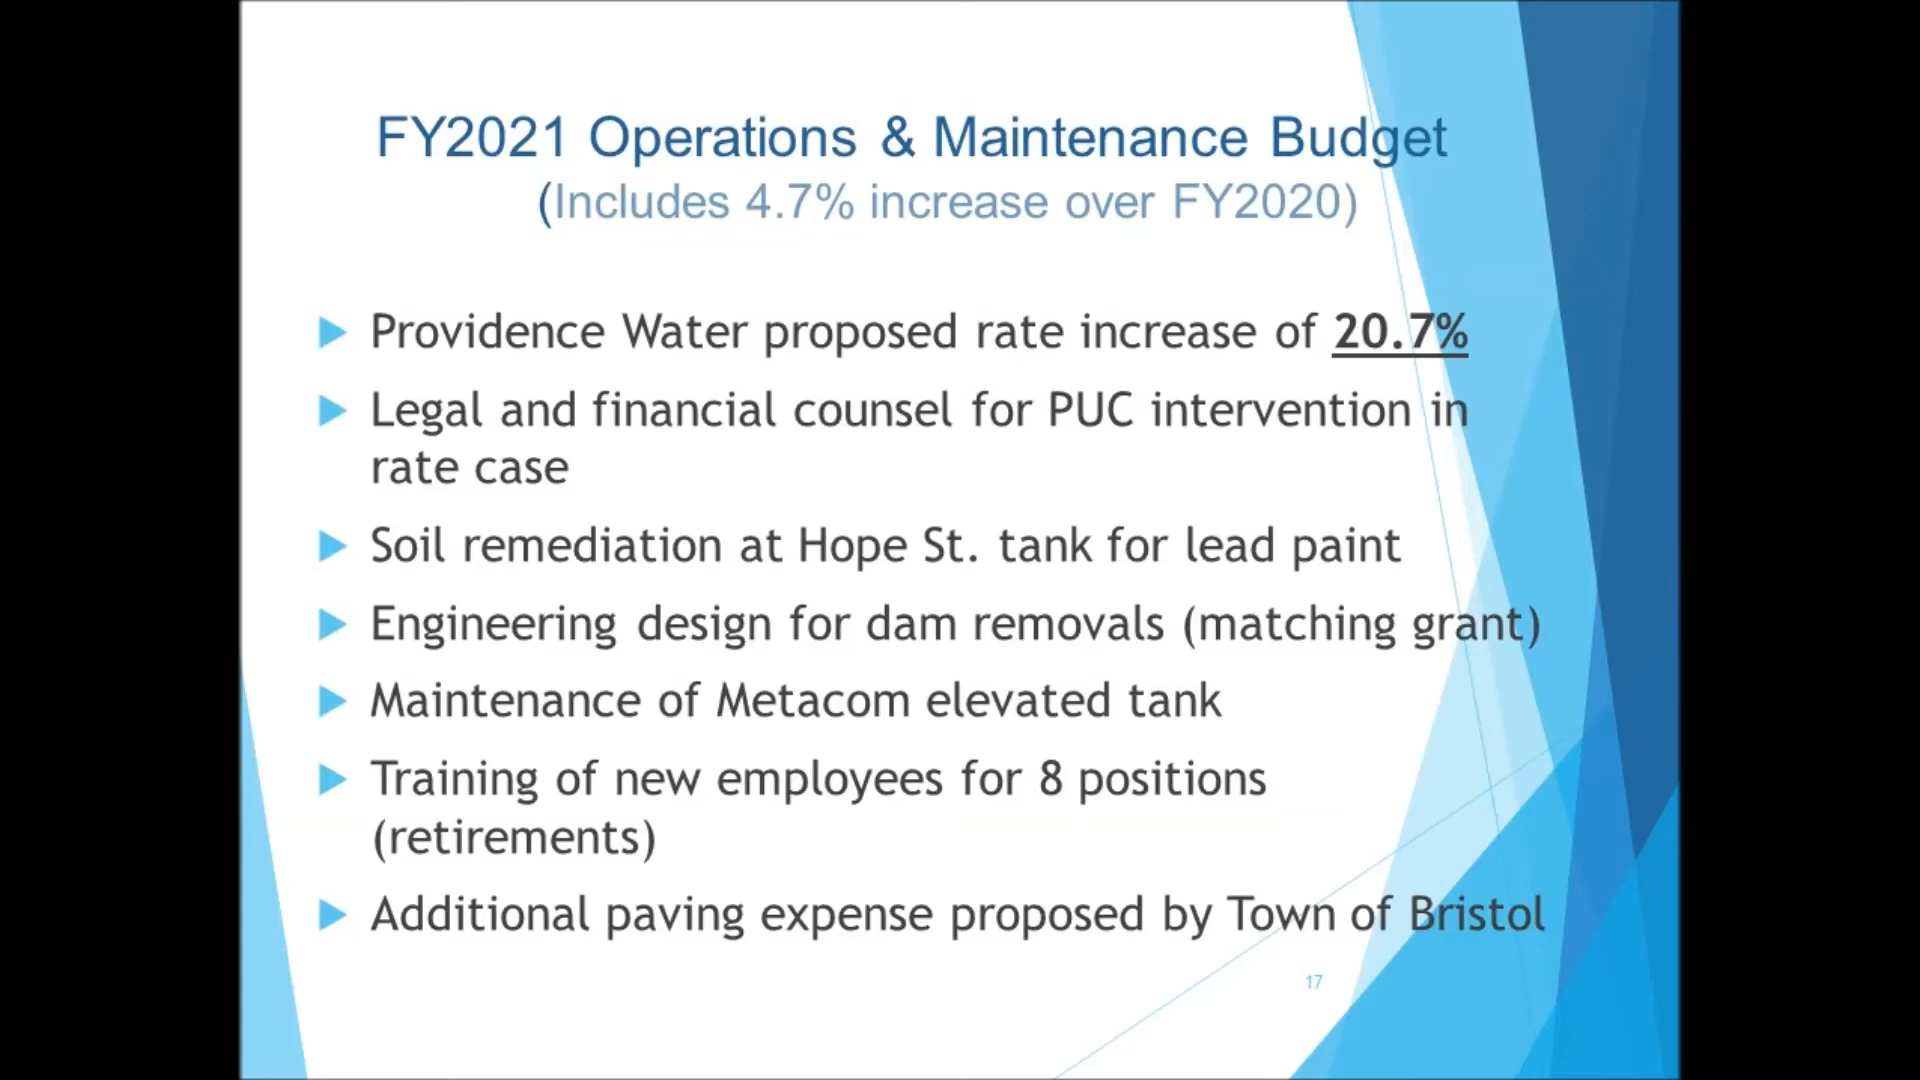 FY2021 Operations & Maintenance Budget
(Includes 4.7% increase over FY2020)
Providence Water proposed rate increase of 20.7%
Legal and financial counsel for PUC intervention in
rate case
Soil remediation at Hope St. tank for lead paint
Engineering design for dam removals (matching grant)
Maintenance of Metacom elevated tank
Training of new employees for 8 positions
(retirements)
Additional paving expense proposed by Town of Bristol
17